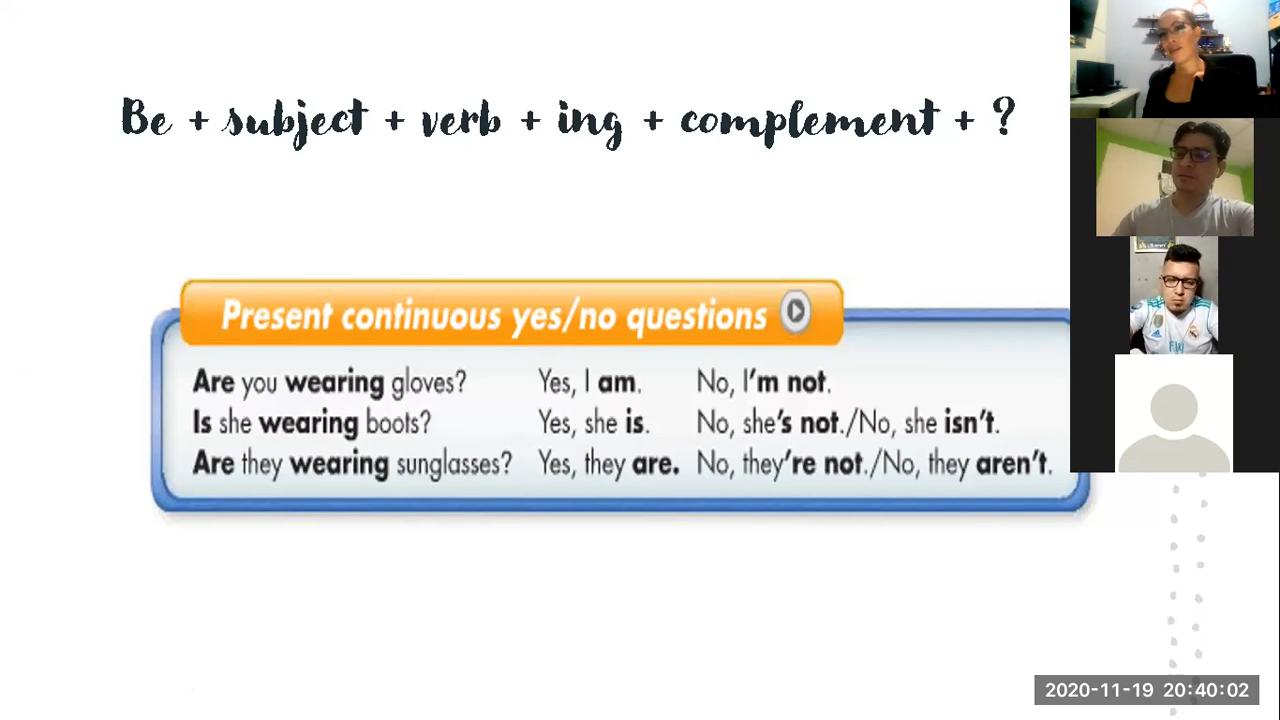 Be + subject + verb + ing + complement + ?
Present continuous yes/no questions
Are you wearing gloves? Yes, I am. No, I'm not.
Is she wearing boots? Yes, she is. No, she's not./No, she isn't.
Are they wearing sunglasses? Yes, they are. No, they're not./No, they aren't.
2020-11-19 20:40:02